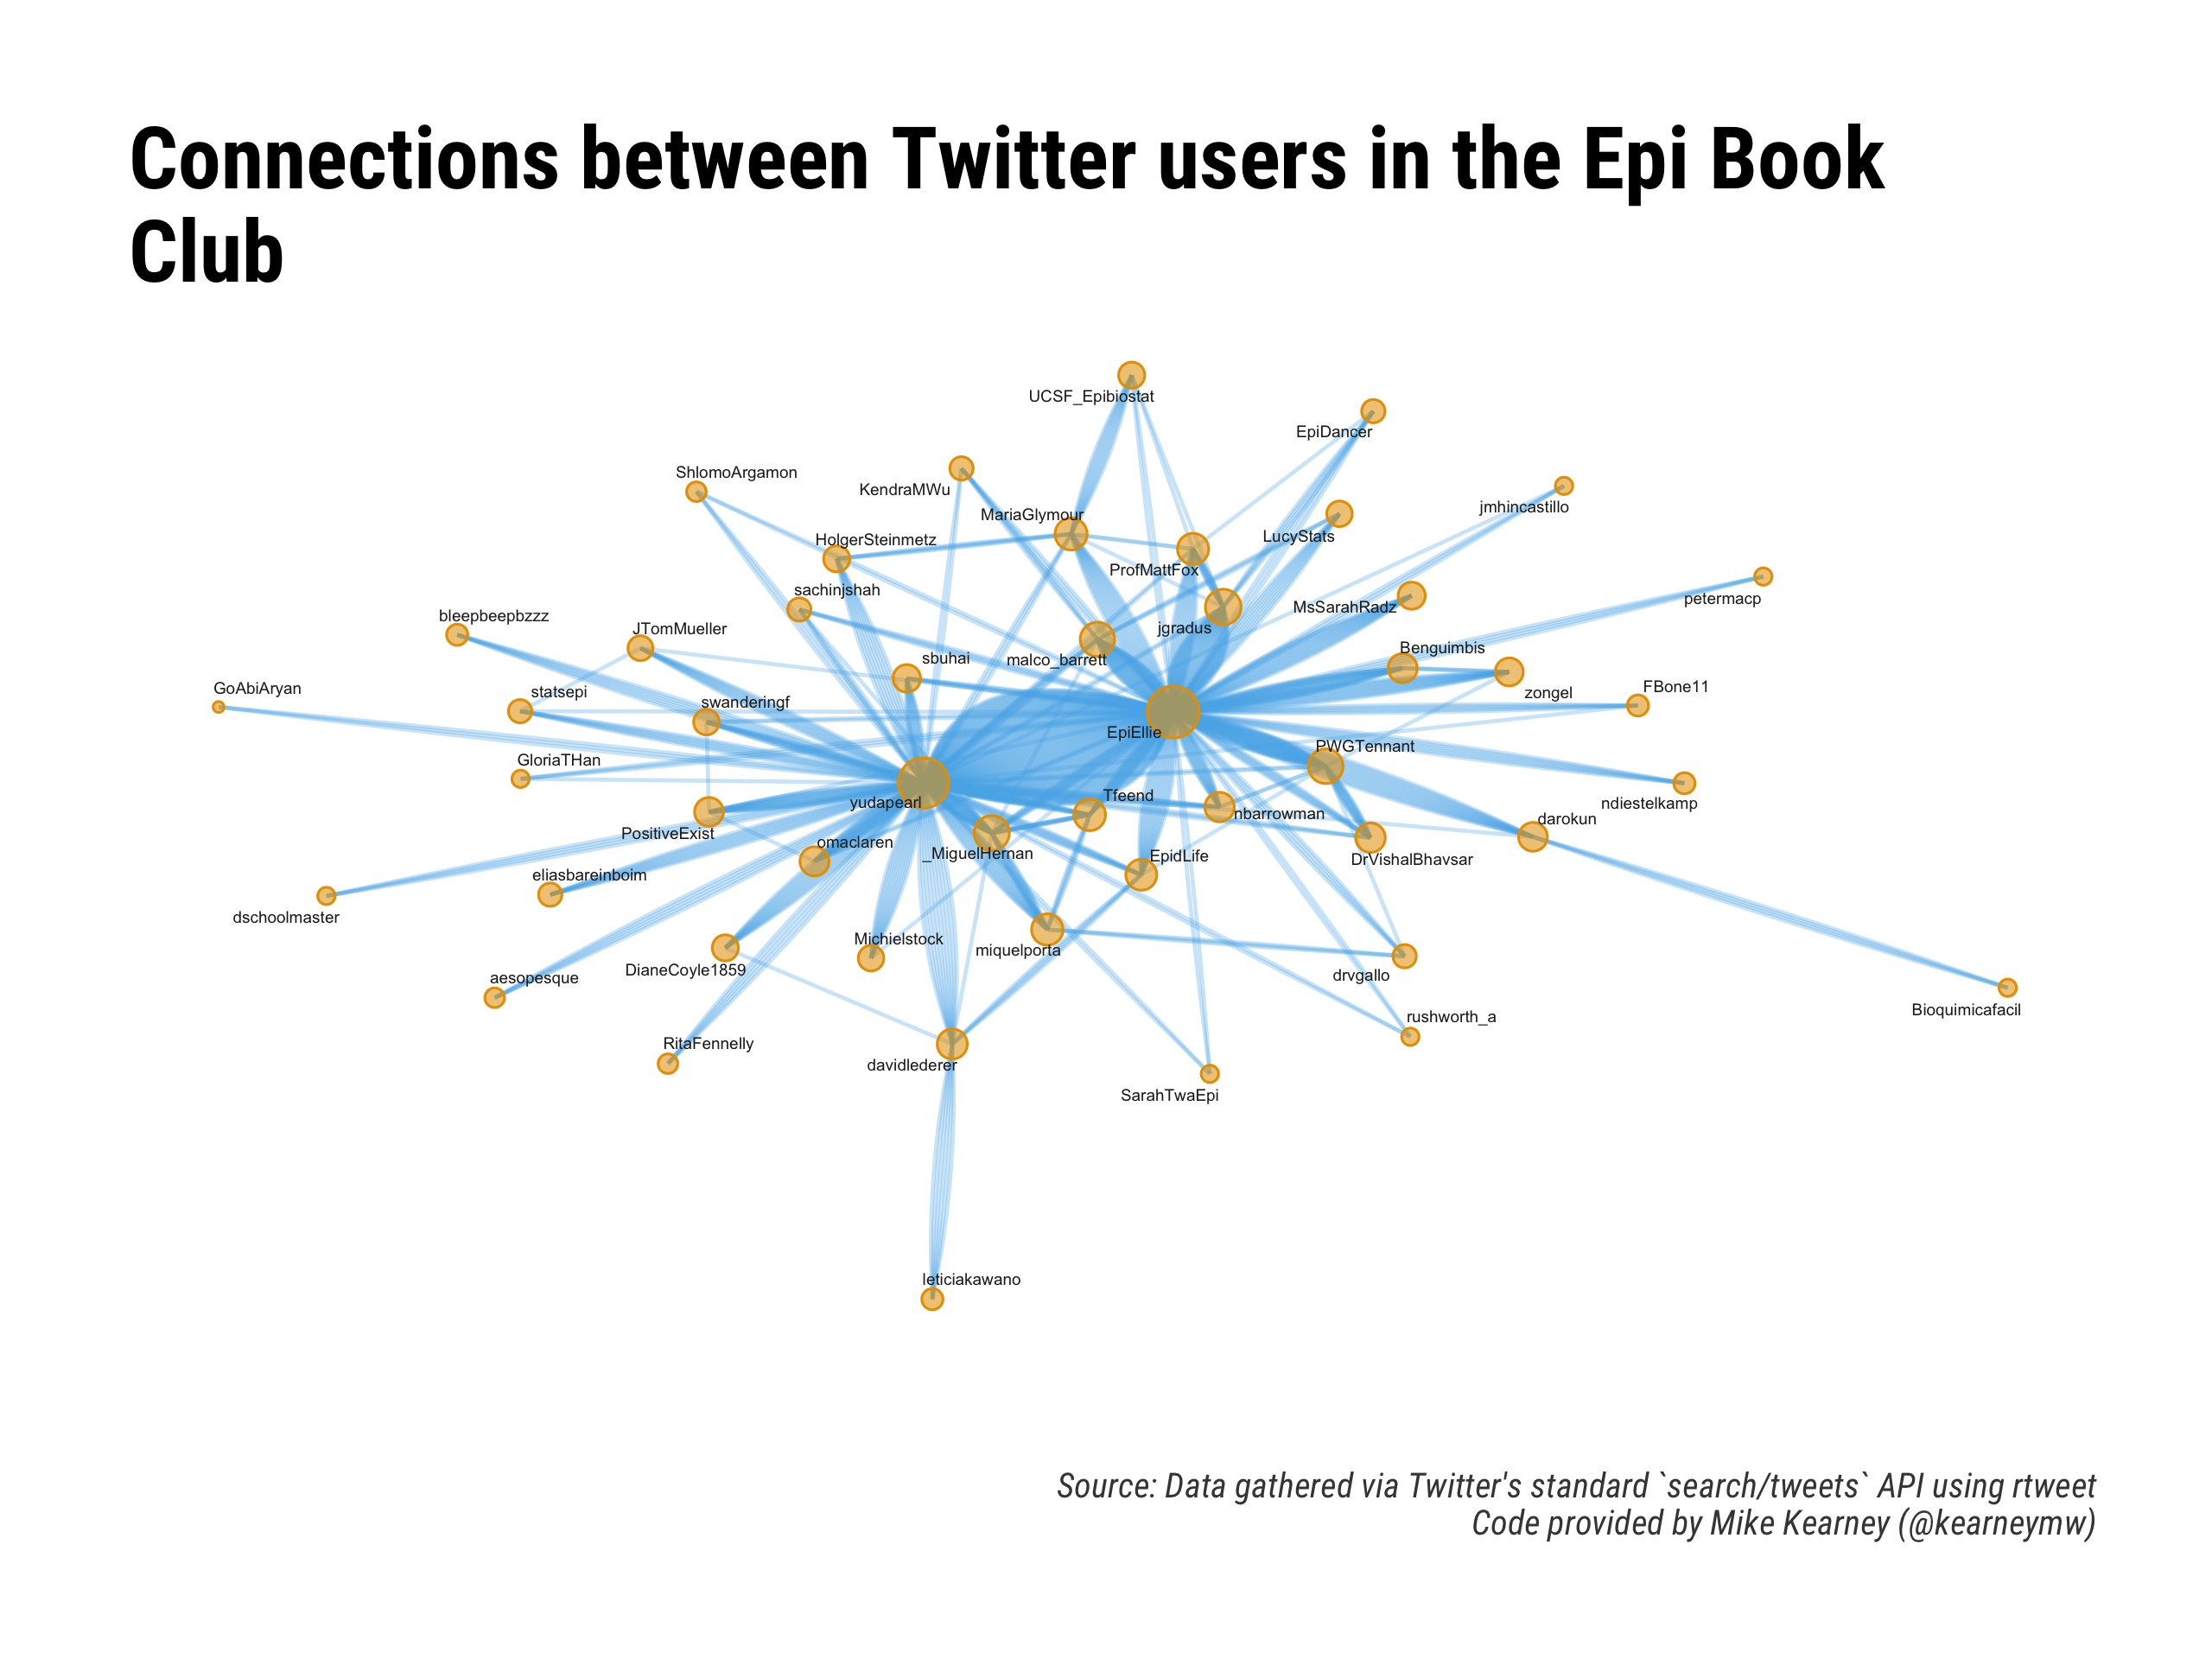 Connections between Twitter users in the Epi Book
Club
UCSF_Epibiostat
EpiDancer
ShlomoArgamon
KendraMWu
jmhincastillo
MariaGlymour
LucyStats
HolgerSteinmetz
ProfMattFox
sachinjshah
petermacp
MsSarahRadz
bleepbeepbzzz
JTomMueller
jgradus
Benguimbis
sbuhai
malco_barrett
GoAbiAryan
statsepi
zongel
FBone11
swanderingf
EpiEllie
PWGTennant
GloriaTHan
Tfeend
yudapearl
ndiestelkamp
nbarrowman
darokun
PositiveExist
omaclaren
_MiguelHernan
EpidLife
DrVishalBhavsar
eliasbareinboim
dschoolmaster
Michielstock
miquelporta
DianeCoyle1859
aesopesque
drvgallo
Bioquimicafacil
rushworth_a
RitaFennelly
davidlederer
SarahTwaEpi
leticiakawano
Source: Data gathered via Twitter's standard `search/tweets` API using rtweet
Code provided by Mike Kearney (@kearneymw)